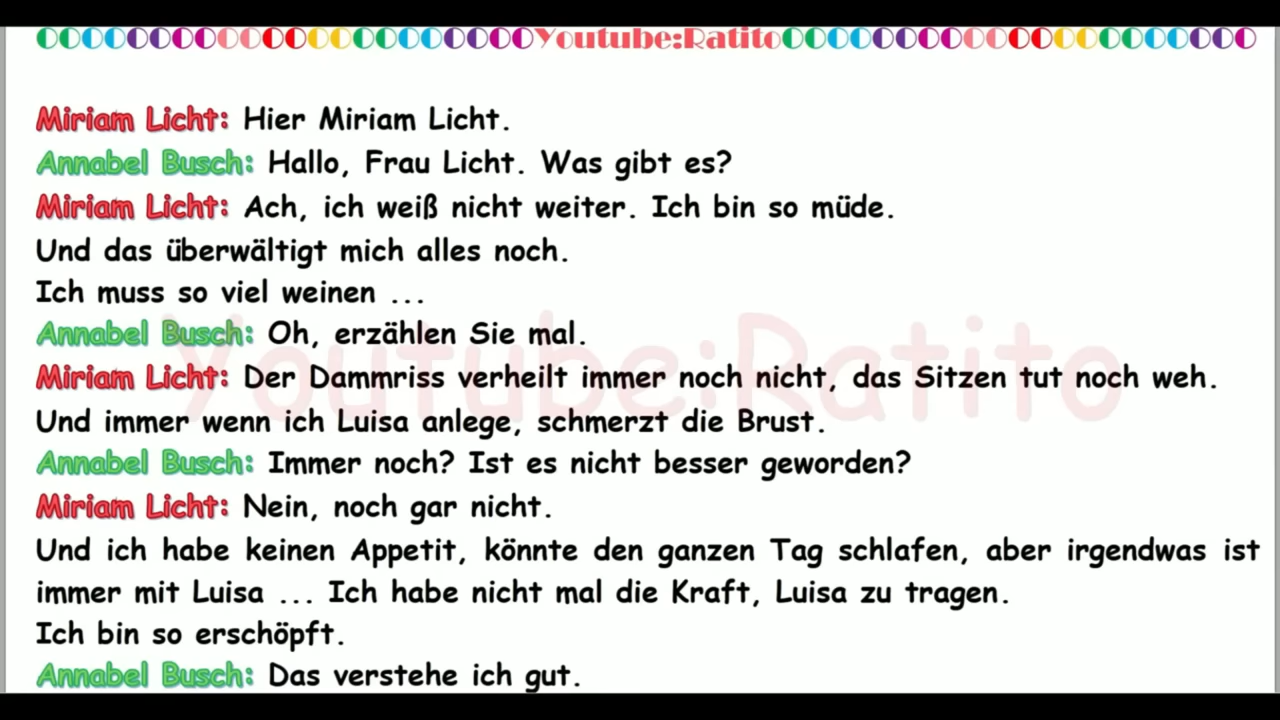 Youtube:Ratito
Miriam Licht: Hier Miriam Licht.
Annabel Busch: Hallo, Frau Licht. Was gibt es?
Miriam Licht: Ach, ich weiß nicht weiter. Ich bin so müde.
Und das überwältigt mich alles noch.
Ich muss so viel weinen ...
Annabel Busch: Oh, erzählen Sie mal.
Youtube:Ratito
Miriam Licht: Der Dammriss verheilt immer noch nicht, das Sitzen tut noch weh.
Und immer wenn ich Luisa anlege, schmerzt die Brust.
Annabel Busch: Immer noch? Ist es nicht besser geworden?
Miriam Licht: Nein, noch gar nicht.
Und ich habe keinen Appetit, könnte den ganzen Tag schlafen, aber irgendwas ist
immer mit Luisa ... Ich habe nicht mal die Kraft, Luisa zu tragen.
Ich bin so erschöpft.
Annabel Busch: Das verstehe ich gut.